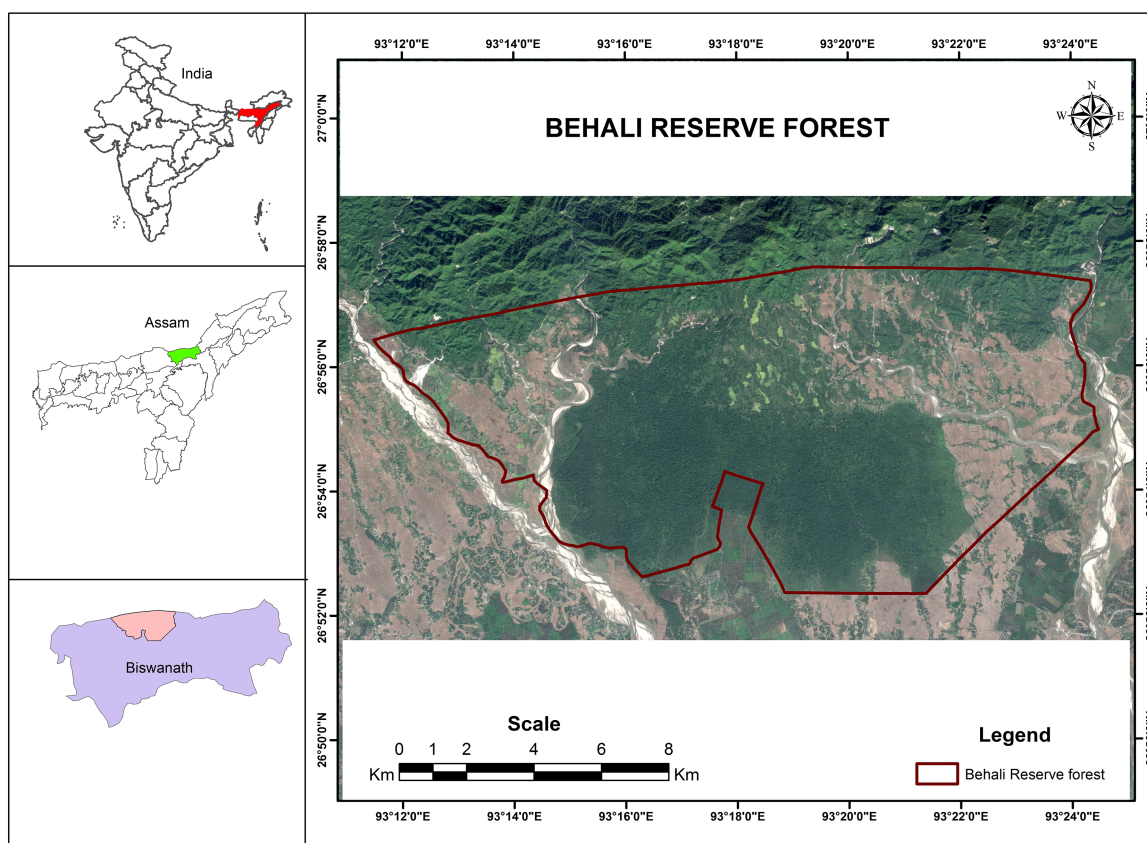 India
Assam
Biswanath
93°12'0"E 93°14'0"E 93°16'0"E 93°18'0"E 93°20'0"E 93°22'0"E 93°24'0"E
BEHALI RESERVE FOREST
N
W E
S
27°0'0"N
26°58'0"N
26°56'0"N
26°54'0"N
26°52'0"N
26°50'0"N
Scale
0 1 2 4 6 8
Km Km
Legend
Behali Reserve forest
93°12'0"E 93°14'0"E 93°16'0"E 93°18'0"E 93°20'0"E 93°22'0"E 93°24'0"E